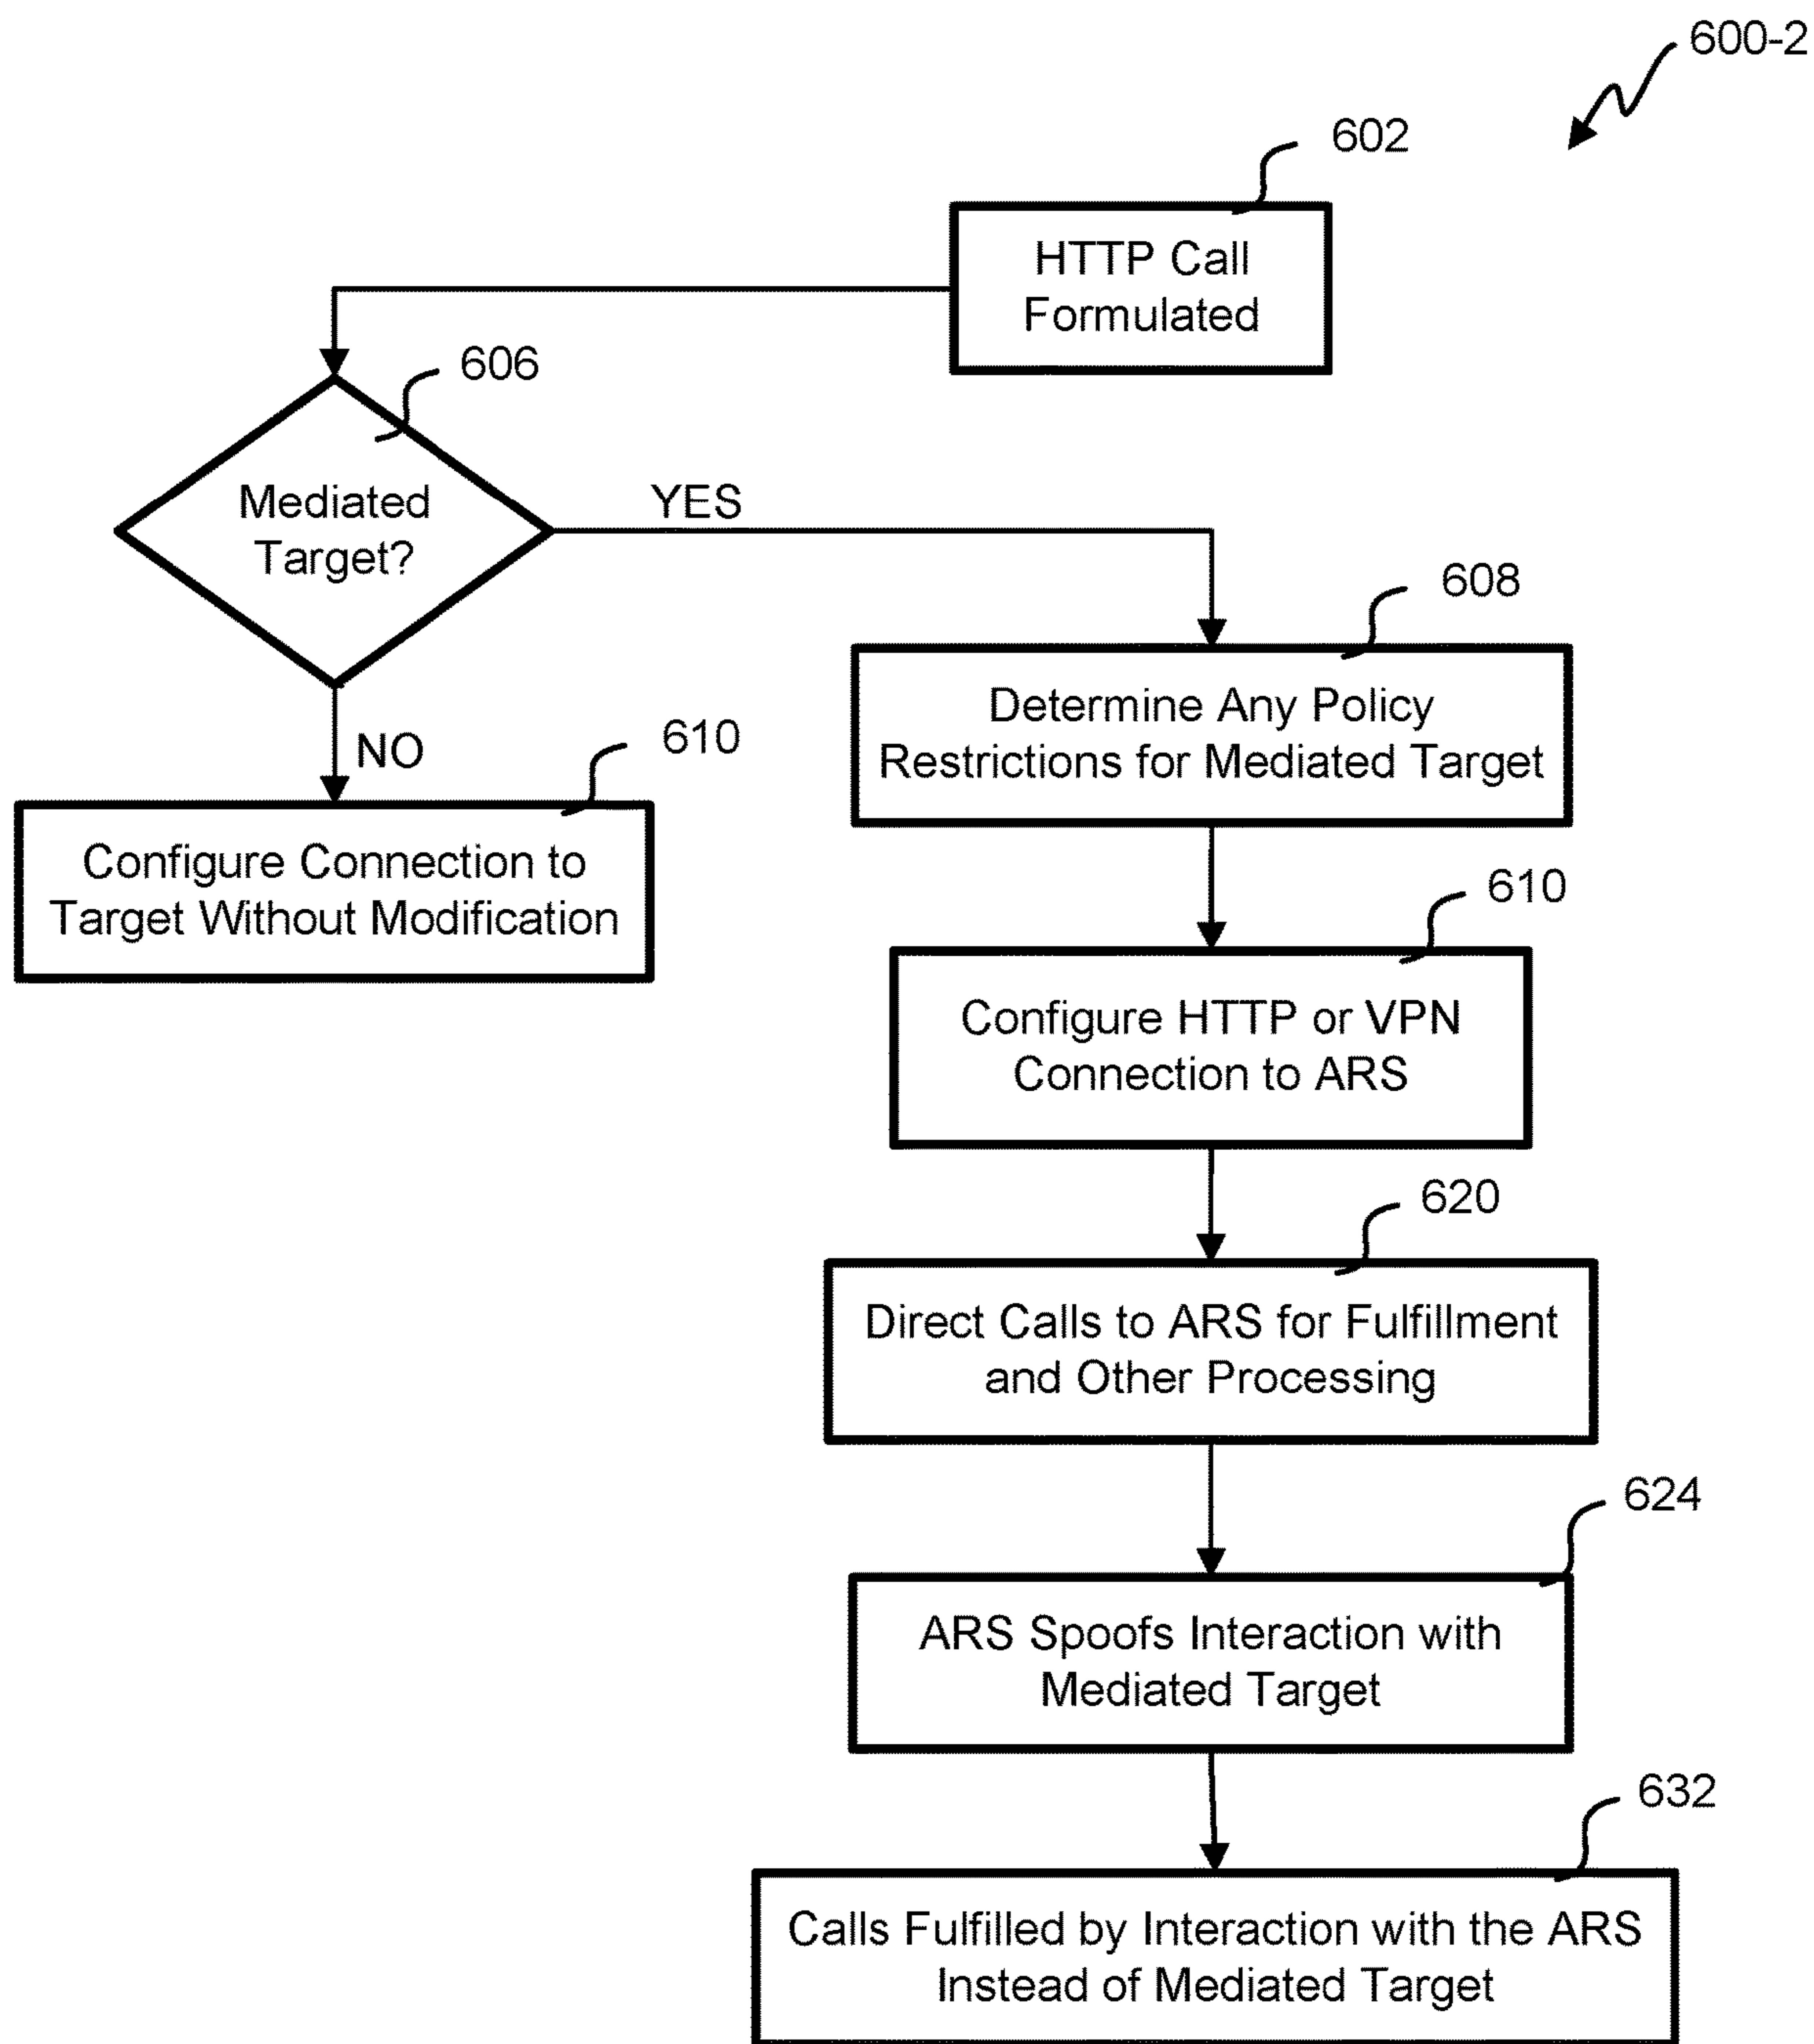 600-2
602
HTTP Call
Formulated
606
Mediated
Target?
YES
NO
608
Determine Any Policy
Restrictions for Mediated Target
610
Configure Connection to
Target Without Modification
610
Configure HTTP or VPN
Connection to ARS
620
Direct Calls to ARS for Fulfillment
and Other Processing
624
ARS Spoofs Interaction with
Mediated Target
632
Calls Fulfilled by Interaction with the ARS
Instead of Mediated Target